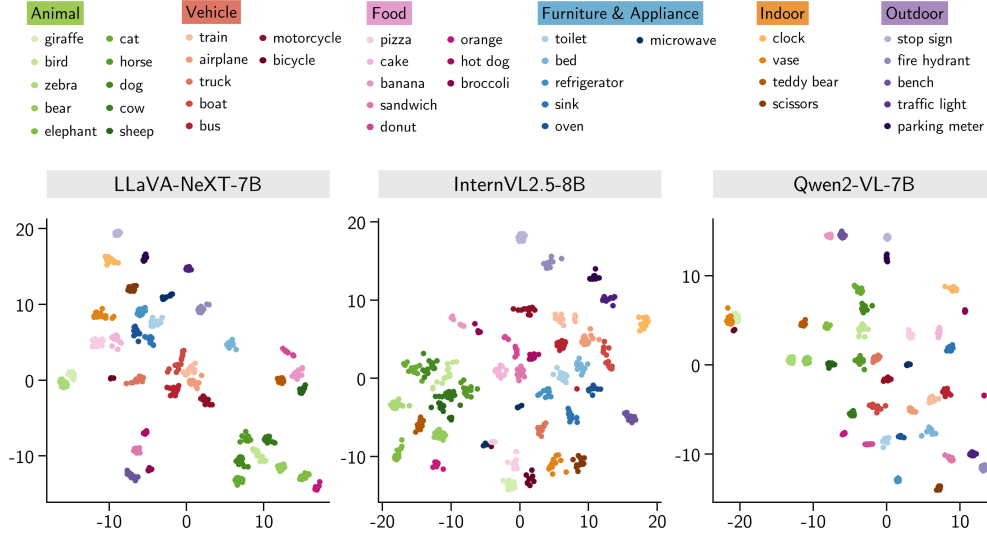 Animal Vehicle Food Furniture & Appliance Indoor Outdoor
giraffe cat train motorcycle pizza orange toilet microwave clock stop sign
bird horse airplane bicycle cake hot dog bed vase fire hydrant
zebra dog truck banana broccoli refrigerator teddy bear bench
bear cow boat sandwich sink scissors traffic light
elephant sheep bus donut oven parking meter
LLaVA-NeXT-7B InternVL2.5-8B Qwen2-VL-7B
20 20
10 10 10
0 0 0
-10 -10 -10
-10 0 10 -20 -10 0 10 20 -20 -10 0 10